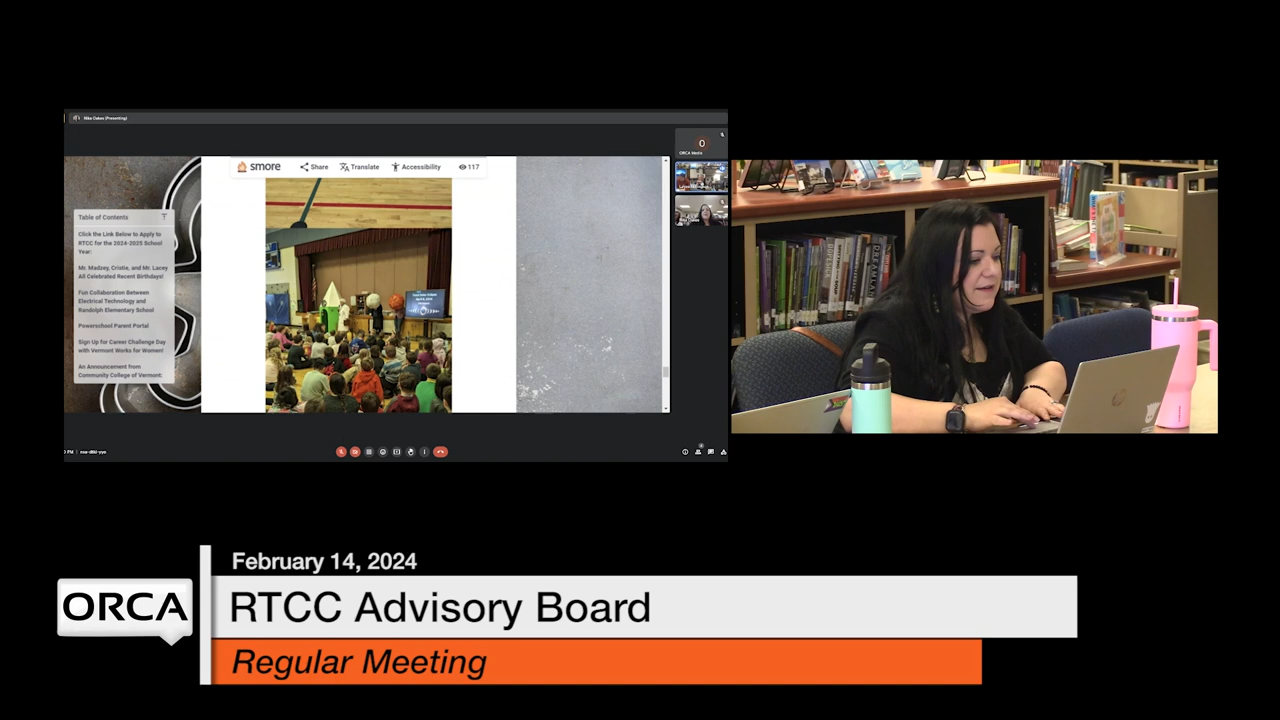 Mika Oakes (Presenting)
smore
Share
Translate
Accessibility
117
Table of Contents
Click the Link Below to Apply to
RTCC for the 2024-2025 School
Year:
Mr. Madzey, Cristie, and Mr. Lacey
All Celebrated Recent Birthdays!
Fun Collaboration Between
Electrical Technology and
Randolph Elementary School
Powerschool Parent Portal
Sign Up for Career Challenge Day
with Vermont Works for Women!
An Announcement from
Community College of Vermont:
O
ORCA Media
PM
February 14, 2024
ORCA
RTCC Advisory Board
Regular Meeting